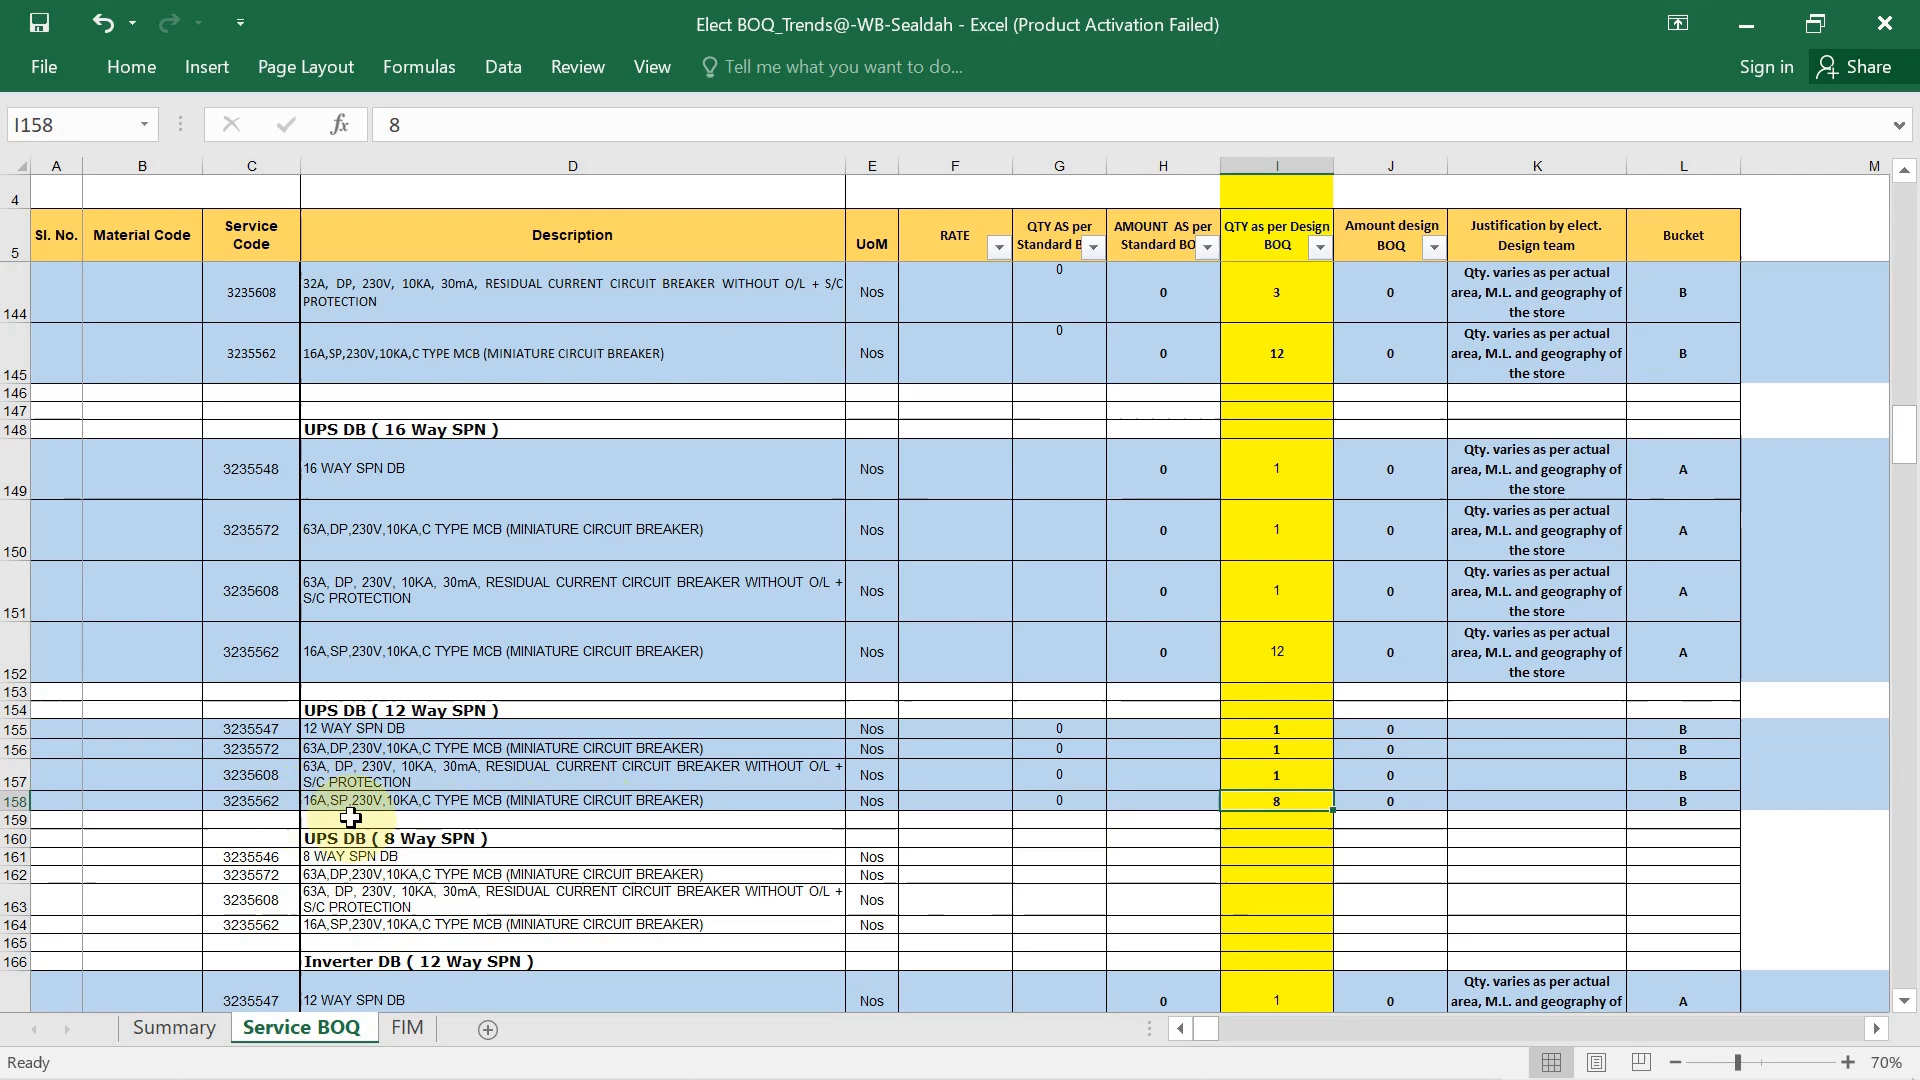 Elect BOQ_Trends@-WB-Sealdah - Excel (Product Activation Failed)
File Home Insert Page Layout Formulas Data Review View Tell me what you want to do... Sign in Share
I158 fx 8
A B C D E F G H I J K L M
4
5 Sl. No. Material Code Service Code Description UoM RATE QTY AS per Standard B AMOUNT AS per Standard BO QTY as per Design BOQ Amount design BOQ Justification by elect. Design team Bucket
144 3235608 32A, DP, 230V, 10KA, 30mA, RESIDUAL CURRENT CIRCUIT BREAKER WITHOUT O/L + S/C PROTECTION Nos 0 0 3 0 Qty. varies as per actual area, M.L. and geography of the store B
145 3235562 16A,SP,230V,10KA,C TYPE MCB (MINIATURE CIRCUIT BREAKER) Nos 0 0 12 0 Qty. varies as per actual area, M.L. and geography of the store B
146
147
148 UPS DB ( 16 Way SPN )
149 3235548 16 WAY SPN DB Nos 0 1 0 Qty. varies as per actual area, M.L. and geography of the store A
150 3235572 63A,DP,230V,10KA,C TYPE MCB (MINIATURE CIRCUIT BREAKER) Nos 0 1 0 Qty. varies as per actual area, M.L. and geography of the store A
151 3235608 63A, DP, 230V, 10KA, 30mA, RESIDUAL CURRENT CIRCUIT BREAKER WITHOUT O/L + S/C PROTECTION Nos 0 1 0 Qty. varies as per actual area, M.L. and geography of the store A
152 3235562 16A,SP,230V,10KA,C TYPE MCB (MINIATURE CIRCUIT BREAKER) Nos 0 12 0 Qty. varies as per actual area, M.L. and geography of the store A
153
154 UPS DB ( 12 Way SPN )
155 3235547 12 WAY SPN DB Nos 0 1 0 B
156 3235572 63A,DP,230V,10KA,C TYPE MCB (MINIATURE CIRCUIT BREAKER) Nos 0 1 0 B
157 3235608 63A, DP, 230V, 10KA, 30mA, RESIDUAL CURRENT CIRCUIT BREAKER WITHOUT O/L + S/C PROTECTION Nos 0 1 0 B
158 3235562 16A,SP,230V,10KA,C TYPE MCB (MINIATURE CIRCUIT BREAKER) Nos 0 8 0 B
159
160 UPS DB ( 8 Way SPN )
161 3235546 8 WAY SPN DB Nos
162 3235572 63A,DP,230V,10KA,C TYPE MCB (MINIATURE CIRCUIT BREAKER) Nos
163 3235608 63A, DP, 230V, 10KA, 30mA, RESIDUAL CURRENT CIRCUIT BREAKER WITHOUT O/L + S/C PROTECTION Nos
164 3235562 16A,SP,230V,10KA,C TYPE MCB (MINIATURE CIRCUIT BREAKER) Nos
165
166 Inverter DB ( 12 Way SPN )
3235547 12 WAY SPN DB Nos 0 1 0 Qty. varies as per actual area, M.L. and geography of A
Summary Service BOQ FIM
Ready 70%